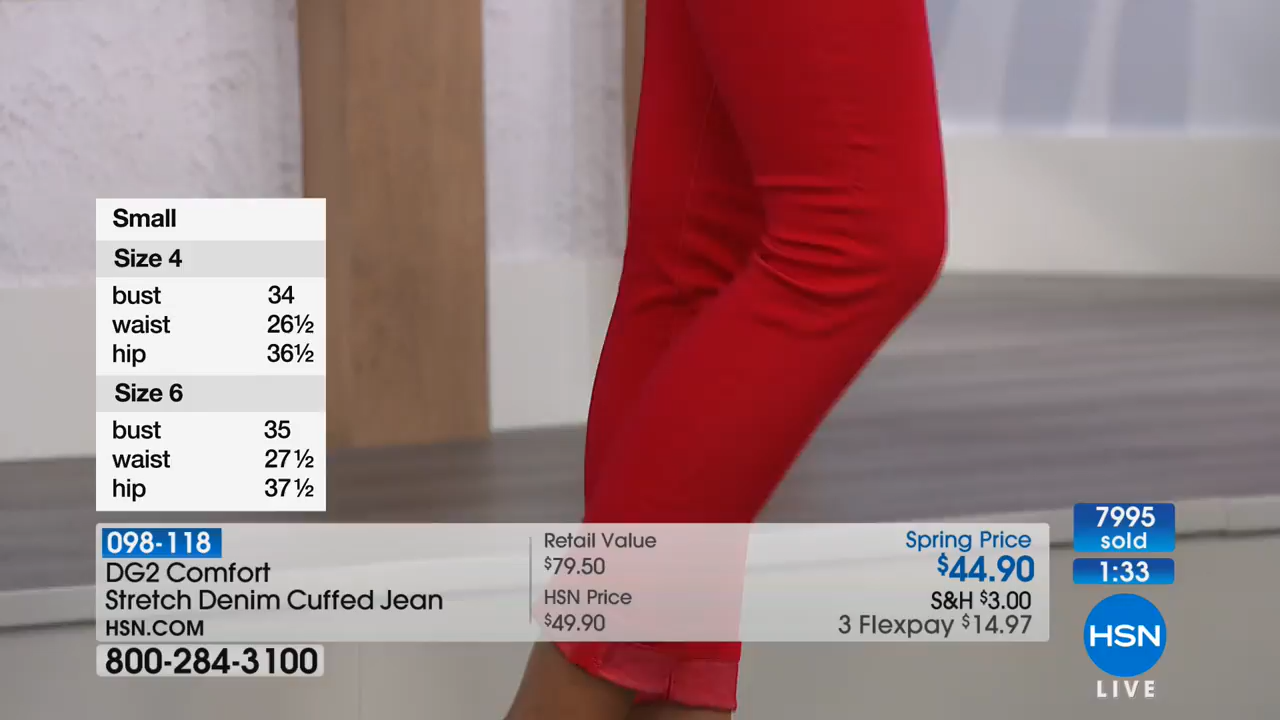 Small
Size 4
bust 34
waist 26½
hip 36½
Size 6
bust 35
waist 27½
hip 37½
098-118
DG2 Comfort
Stretch Denim Cuffed Jean
HSN.COM
800-284-3100
Retail Value
$79.50
HSN Price
$49.90
Spring Price
$44.90
S&H $3.00
3 Flexpay $14.97
7995
sold
1:33
HSN
LIVE